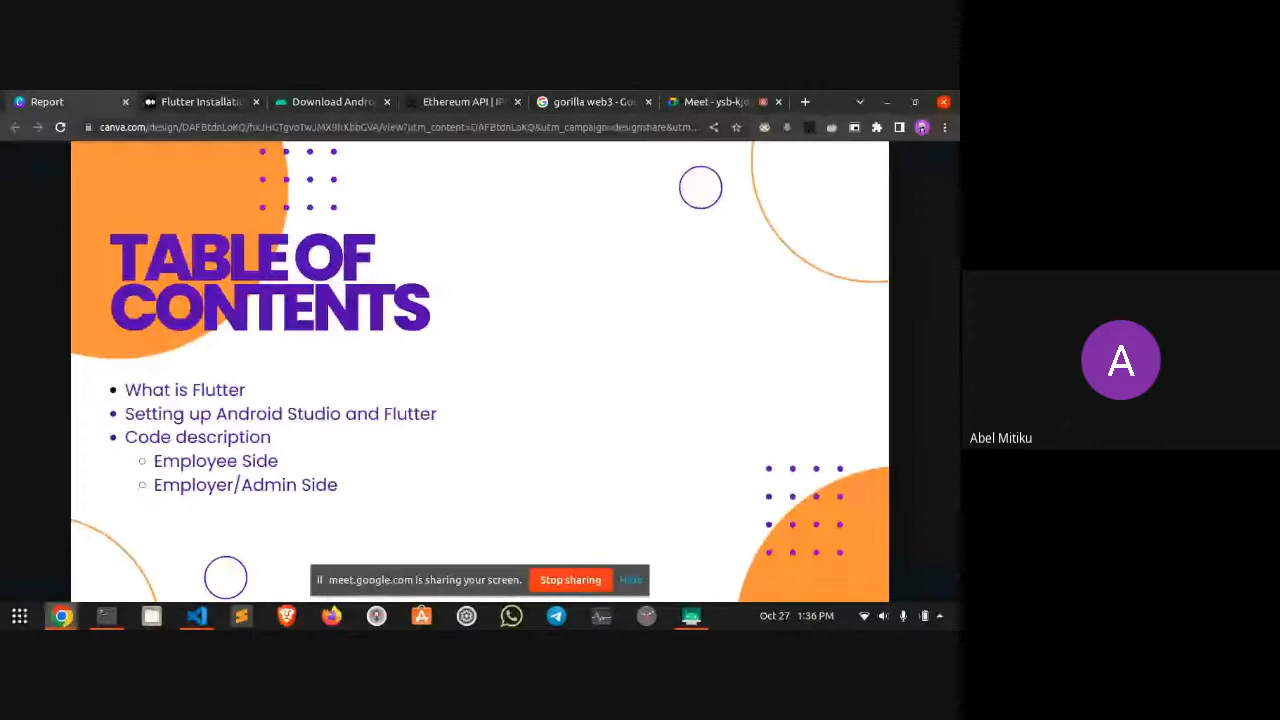 Report
Flutter Installatio
Download Andro
Ethereum API | IP
gorilla web3 - Go
Meet - ysb-kjd
TABLE OF
CONTENTS
What is Flutter
Setting up Android Studio and Flutter
Code description
Employee Side
Employer/Admin Side
meet.google.com is sharing your screen.
Stop sharing
Hide
Oct 27 1:36 PM
A
Abel Mitiku